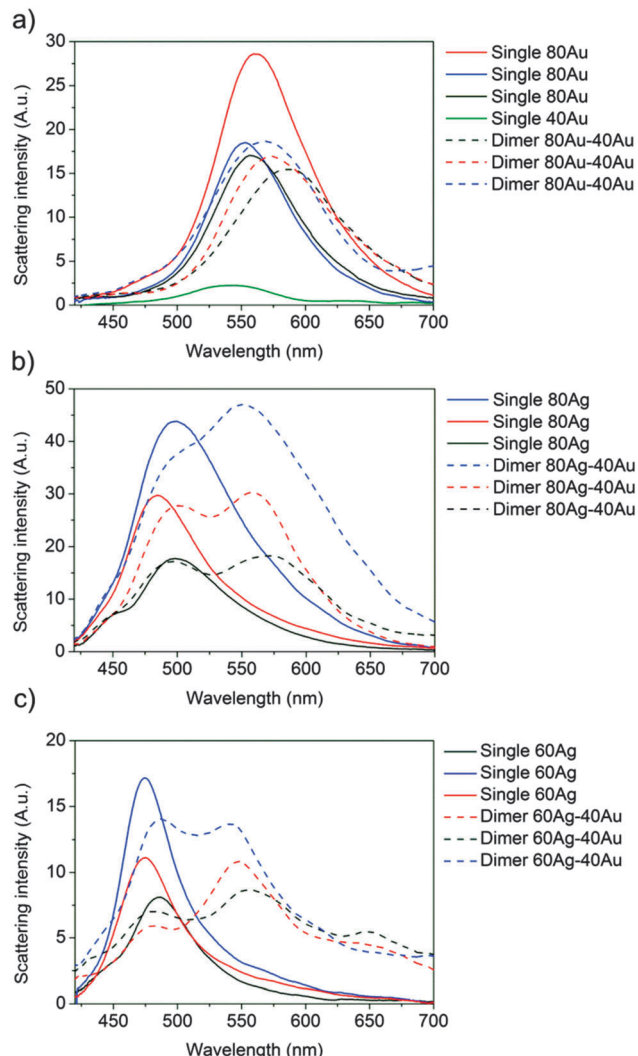 a)
30
25
20
15
10
5
0
Scattering intensity (A.u.)
450 500 550 600 650 700
Wavelength (nm)
Single 80Au
Single 80Au
Single 80Au
Single 40Au
Dimer 80Au-40Au
Dimer 80Au-40Au
Dimer 80Au-40Au
b)
50
40
30
20
10
0
Scattering intensity (A.u.)
450 500 550 600 650 700
Wavelength (nm)
Single 80Ag
Single 80Ag
Single 80Ag
Dimer 80Ag-40Au
Dimer 80Ag-40Au
Dimer 80Ag-40Au
c)
20
15
10
5
0
Scattering intensity (A.u.)
450 500 550 600 650 700
Wavelength (nm)
Single 60Ag
Single 60Ag
Single 60Ag
Dimer 60Ag-40Au
Dimer 60Ag-40Au
Dimer 60Ag-40Au